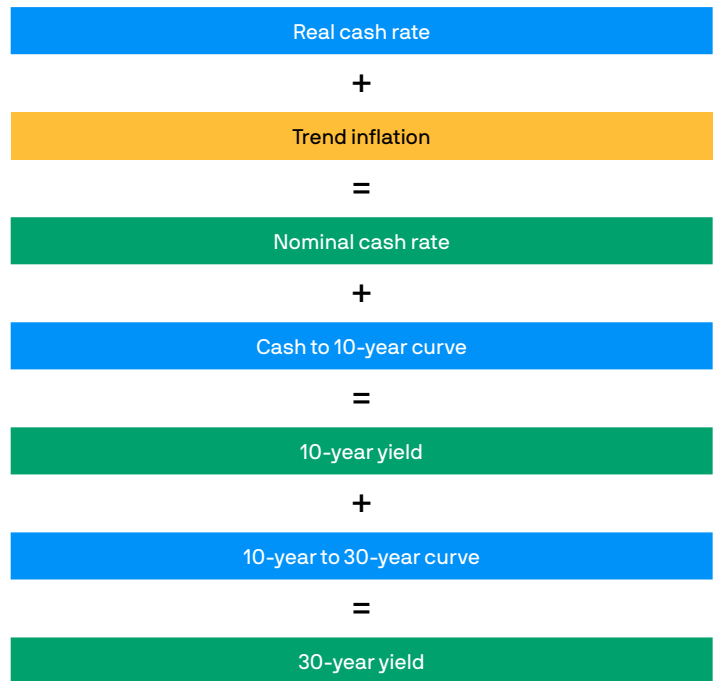 Real cash rate
+
Trend inflation
=
Nominal cash rate
+
Cash to 10-year curve
=
10-year yield
+
10-year to 30-year curve
=
30-year yield